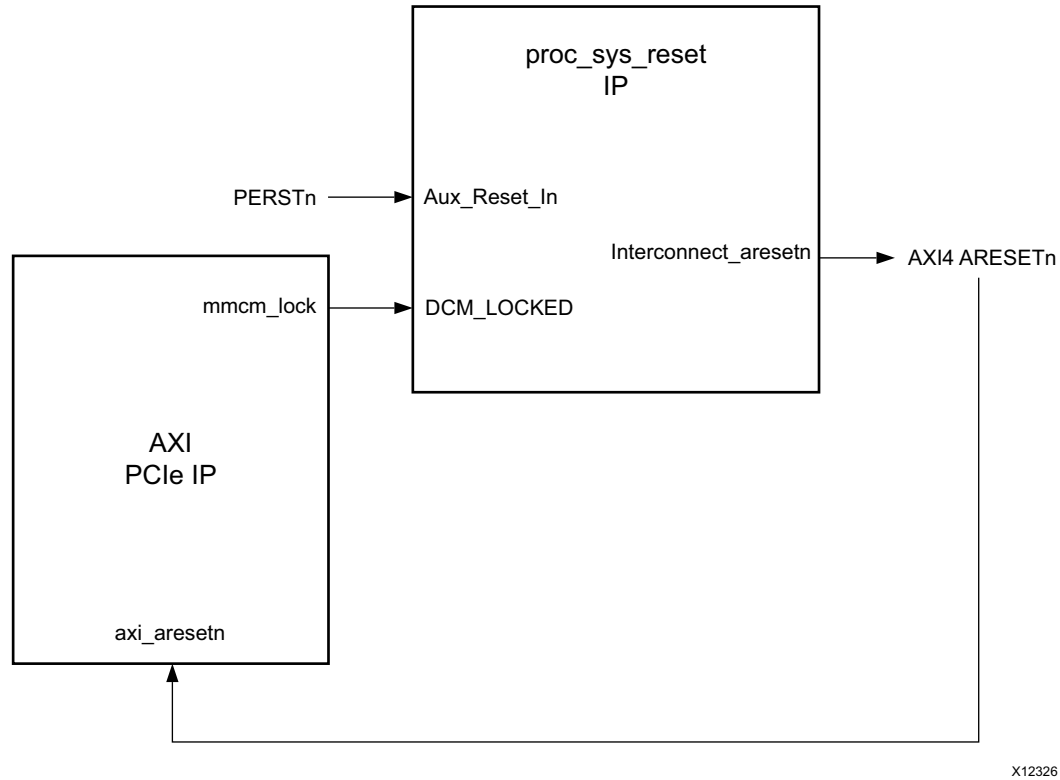 proc_sys_reset
IP
PERSTn
Aux_Reset_In
Interconnect_aresetn
AXI4 ARESETn
mmcm_lock
DCM_LOCKED
AXI
PCIe IP
axi_aresetn
X12326